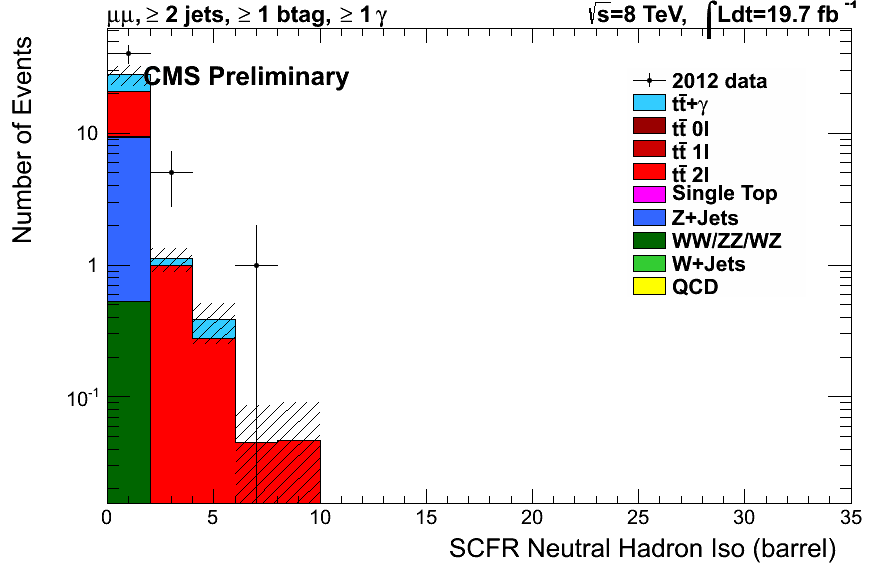 μμ, ≥ 2 jets, ≥ 1 btag, ≥ 1 γ
√s=8 TeV, ∫Ldt=19.7 fb⁻¹
CMS Preliminary
2012 data
tt̄+γ
tt̄ 0l
tt̄ 1l
tt̄ 2l
Single Top
Z+Jets
WW/ZZ/WZ
W+Jets
QCD
Number of Events
10
1
10⁻¹
0 5 10 15 20 25 30 35
SCFR Neutral Hadron Iso (barrel)